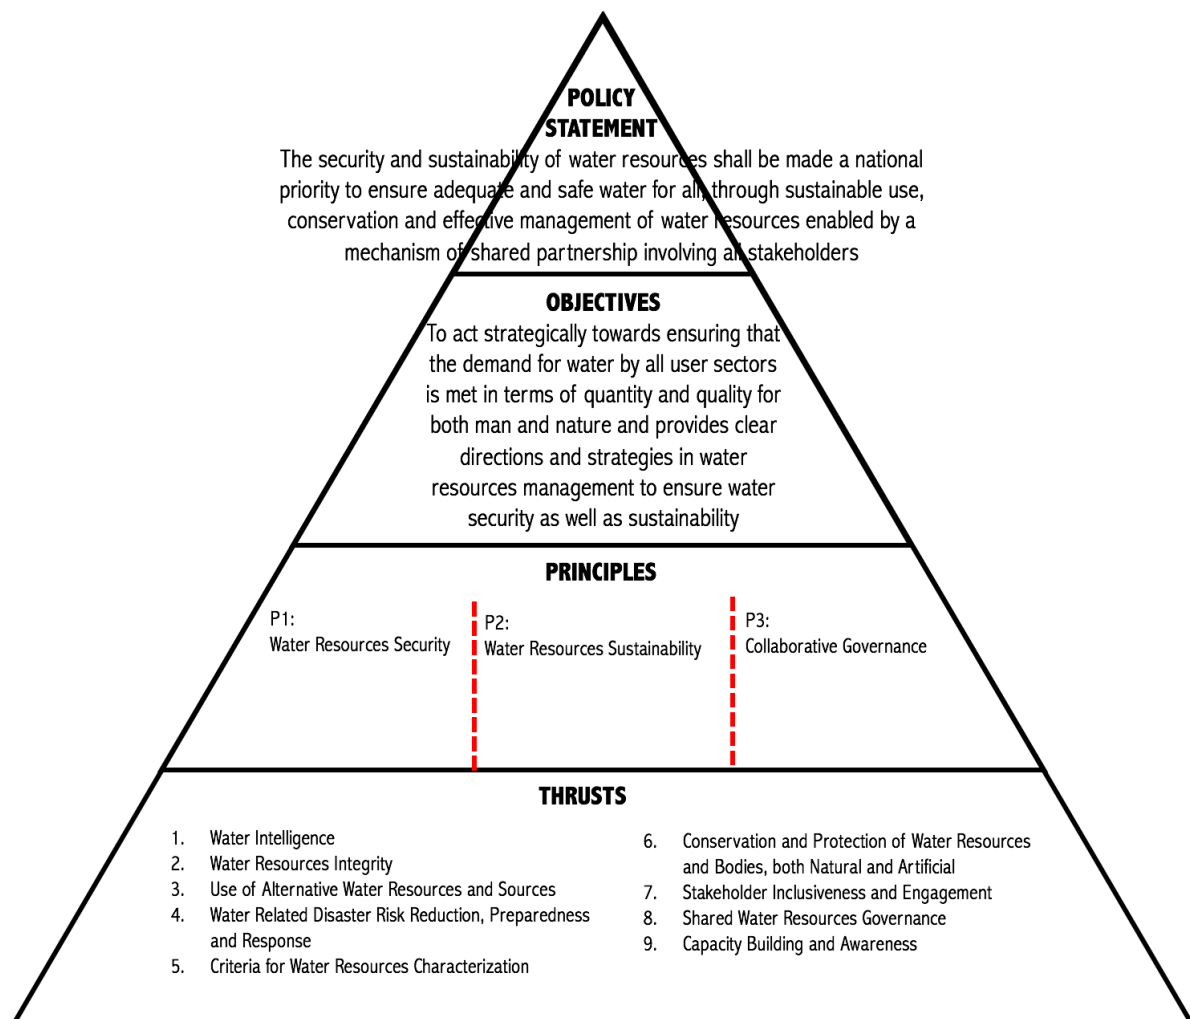 POLICY
STATEMENT
The security and sustainability of water resources shall be made a national
priority to ensure adequate and safe water for all, through sustainable use,
conservation and effective management of water resources enabled by a
mechanism of shared partnership involving all stakeholders
OBJECTIVES
To act strategically towards ensuring that
the demand for water by all user sectors
is met in terms of quantity and quality for
both man and nature and provides clear
directions and strategies in water
resources management to ensure water
security as well as sustainability
PRINCIPLES
P1:
Water Resources Security
P2:
Water Resources Sustainability
P3:
Collaborative Governance
THRUSTS
1. Water Intelligence
2. Water Resources Integrity
3. Use of Alternative Water Resources and Sources
4. Water Related Disaster Risk Reduction, Preparedness
and Response
5. Criteria for Water Resources Characterization
6. Conservation and Protection of Water Resources
and Bodies, both Natural and Artificial
7. Stakeholder Inclusiveness and Engagement
8. Shared Water Resources Governance
9. Capacity Building and Awareness